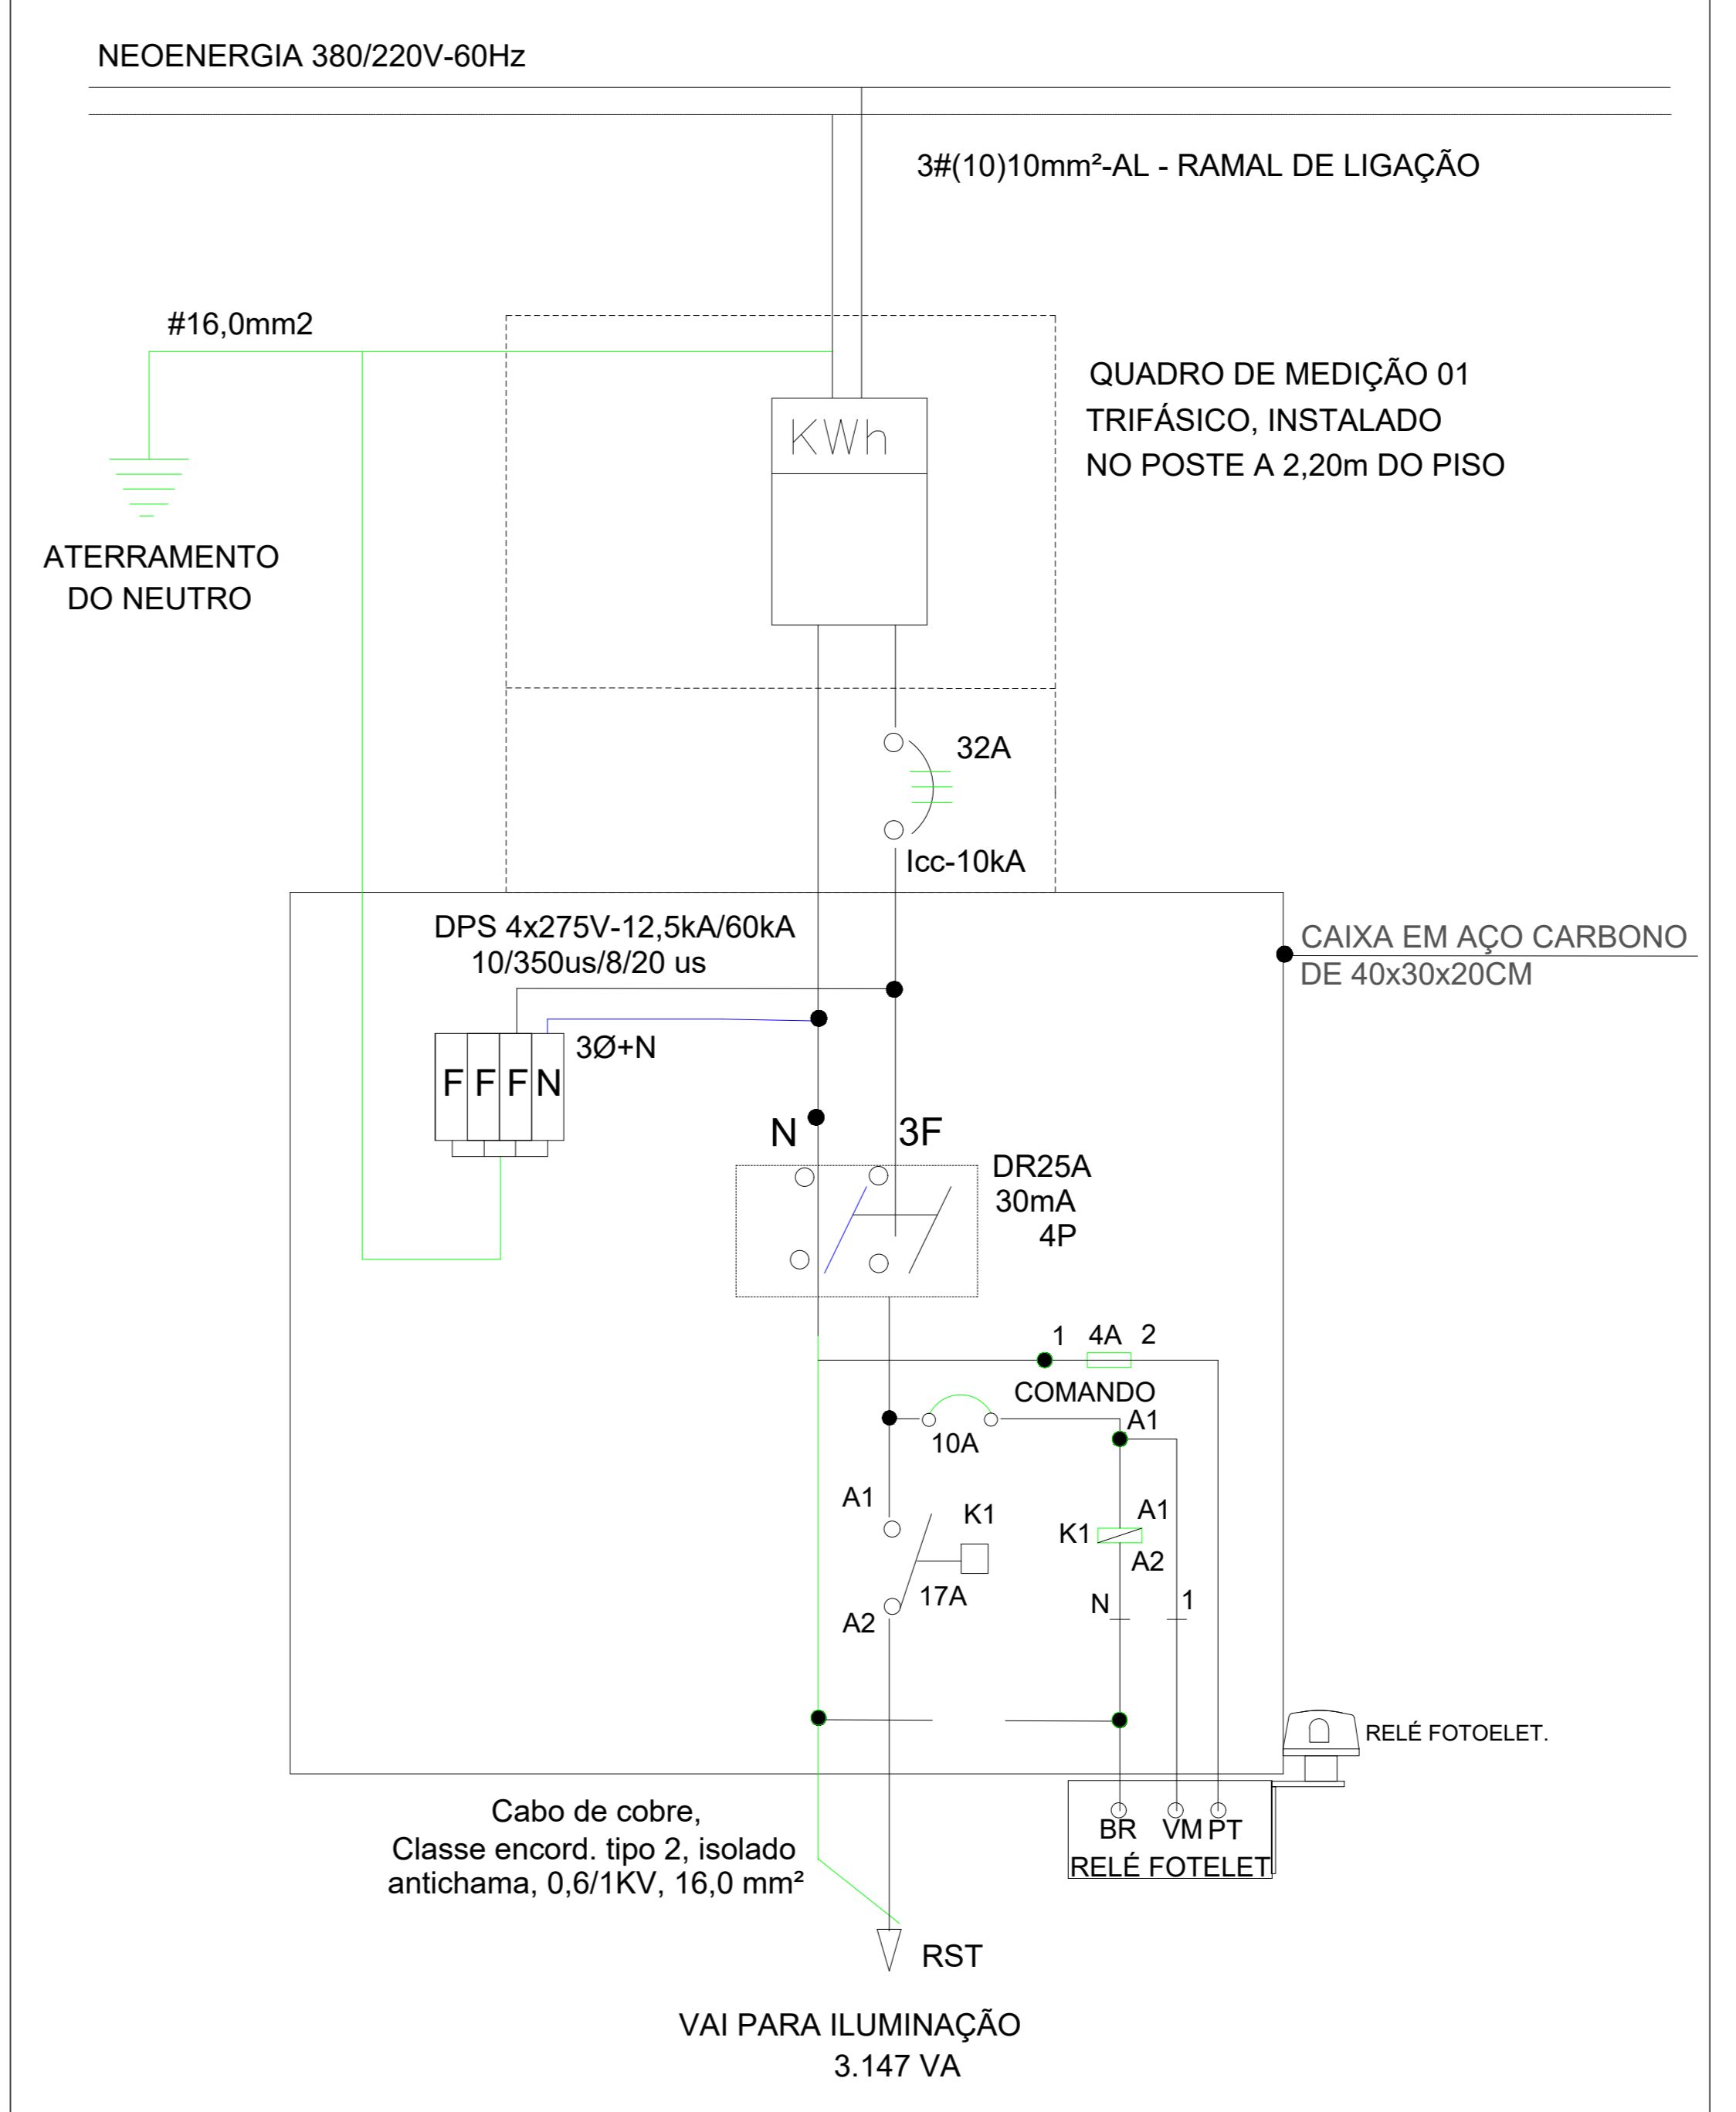 NEOENERGIA 380/220V-60Hz
3#(10)10mm²-AL - RAMAL DE LIGAÇÃO
#16,0mm2
ATERRAMENTO
DO NEUTRO
KWh
QUADRO DE MEDIÇÃO 01
TRIFÁSICO, INSTALADO
NO POSTE A 2,20m DO PISO
32A
Icc-10kA
DPS 4x275V-12,5kA/60kA
10/350us/8/20 us
CAIXA EM AÇO CARBONO
DE 40x30x20CM
3Ø+N
F F F N
N
3F
DR25A
30mA
4P
1 4A 2
COMANDO
A1
10A
A1
K1
17A
A2
K1
A1
A2
N
1
RELÉ FOTOELET.
BR VM PT
RELÉ FOTELET
Cabo de cobre,
Classe encord. tipo 2, isolado
antichama, 0,6/1KV, 16,0 mm²
RST
VAI PARA ILUMINAÇÃO
3.147 VA